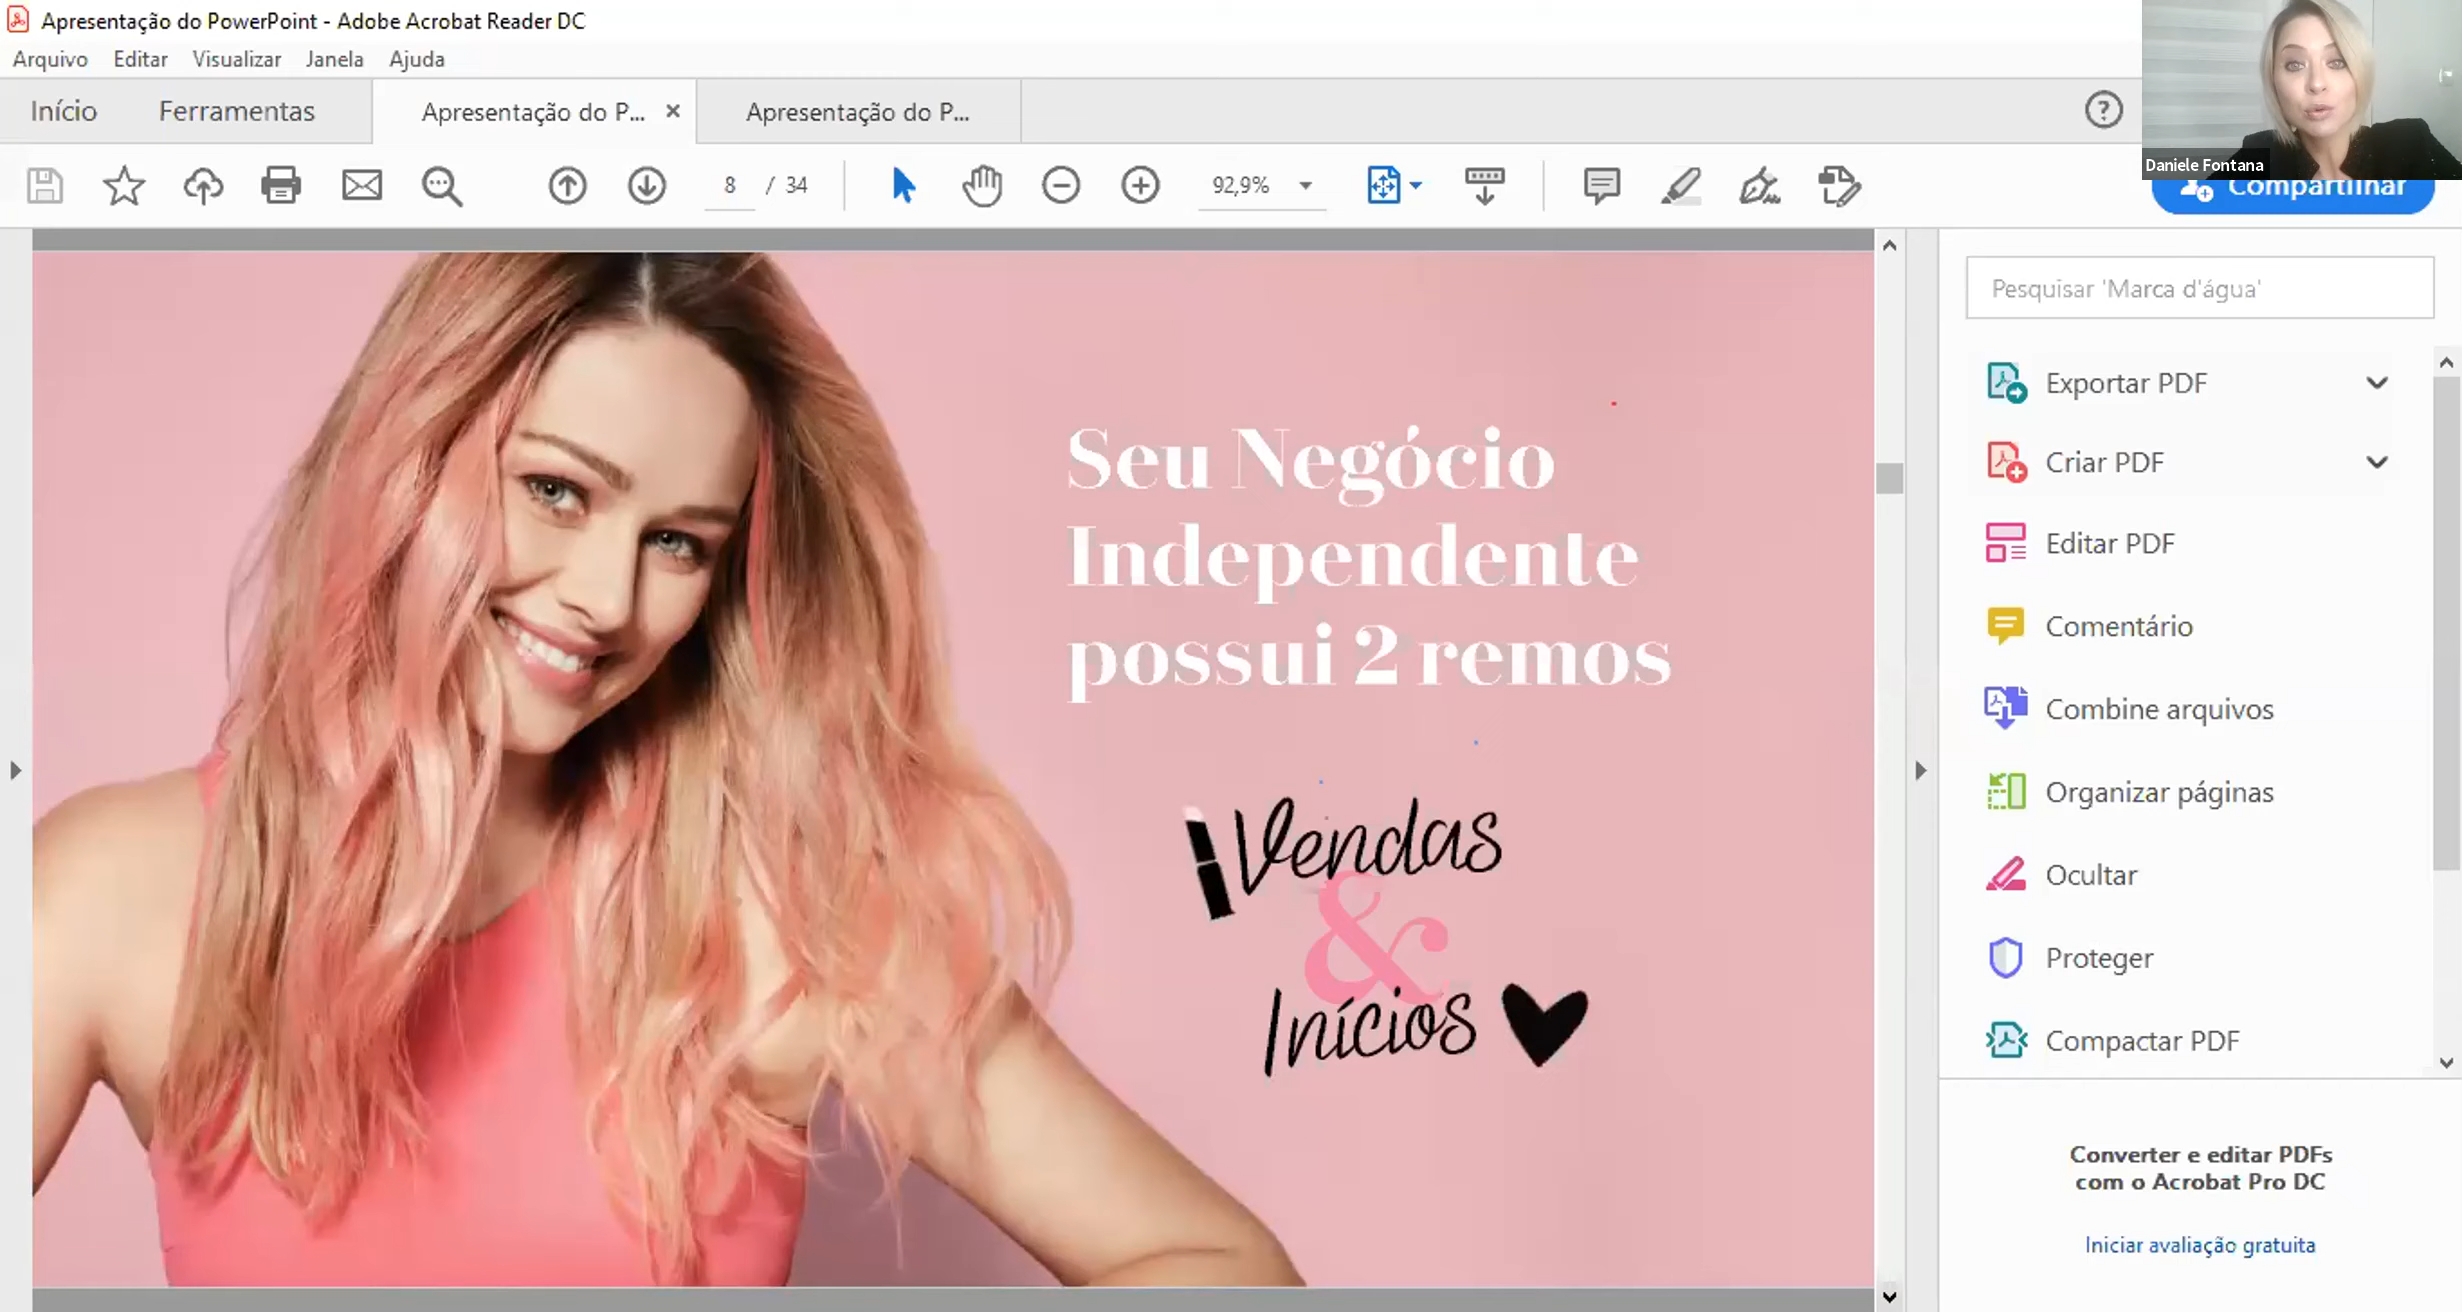 Apresentação do PowerPoint - Adobe Acrobat Reader DC
Arquivo Editar Visualizar Janela Ajuda
Início Ferramentas Apresentação do P... Apresentação do P...
8 / 34 92,9%
Daniele Fontana
Compartilhar
Seu Negócio
Independente
possui 2 remos
Vendas
&
Inícios
Pesquisar 'Marca d'água'
Exportar PDF
Criar PDF
Editar PDF
Comentário
Combine arquivos
Organizar páginas
Ocultar
Proteger
Compactar PDF
Converter e editar PDFs
com o Acrobat Pro DC
Iniciar avaliação gratuita